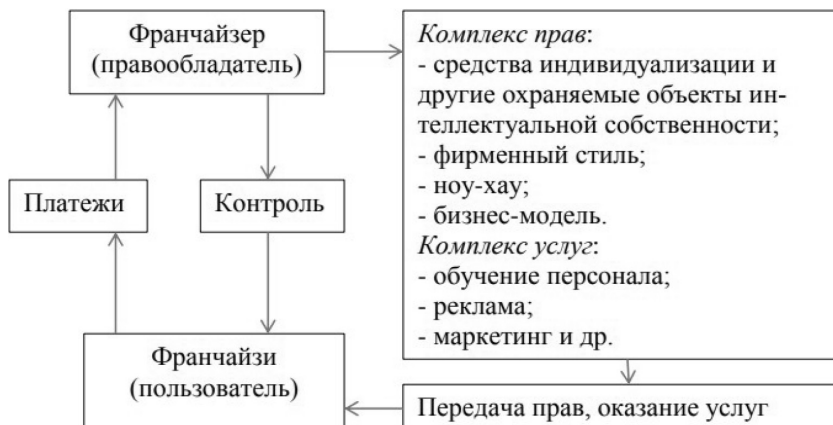 Франчайзер
(правообладатель)
Комплекс прав:
- средства индивидуализации и
другие охраняемые объекты ин-
теллектуальной собственности;
- фирменный стиль;
- ноу-хау;
- бизнес-модель.
Комплекс услуг:
- обучение персонала;
- реклама;
- маркетинг и др.
Платежи
Контроль
Франчайзи
(пользователь)
Передача прав, оказание услуг